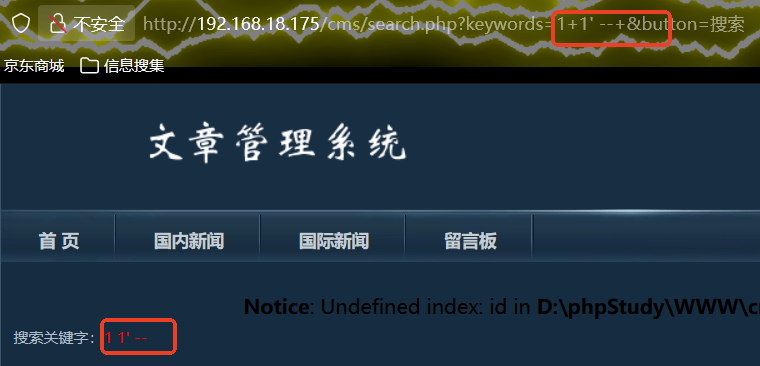 不安全 http://192.168.18.175/cms/search.php?keywords=1+1' --+&button=搜索
京东商城 信息搜集
文章管理系统
首 页 国内新闻 国际新闻 留言板
Notice: Undefined index: id in D:\phpStudy\WWW\c
搜索关键字: 1 1' --